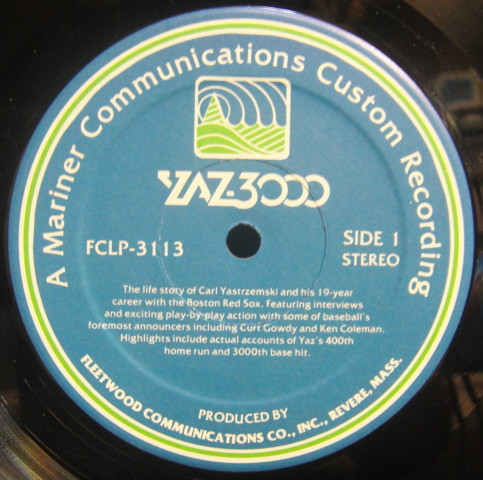 A Mariner Communications Custom Recording
YAZ-3000
FCLP-3113
SIDE 1
STEREO
The life story of Carl Yastrzemski and his 19-year
career with the Boston Red Sox. Featuring interviews
and exciting play-by-play action with some of baseball's
foremost announcers including Curt Gowdy and Ken Coleman.
Highlights include actual accounts of Yaz's 400th
home run and 3000th base hit.
PRODUCED BY
FLEETWOOD COMMUNICATIONS CO., INC., REVERE, MASS.